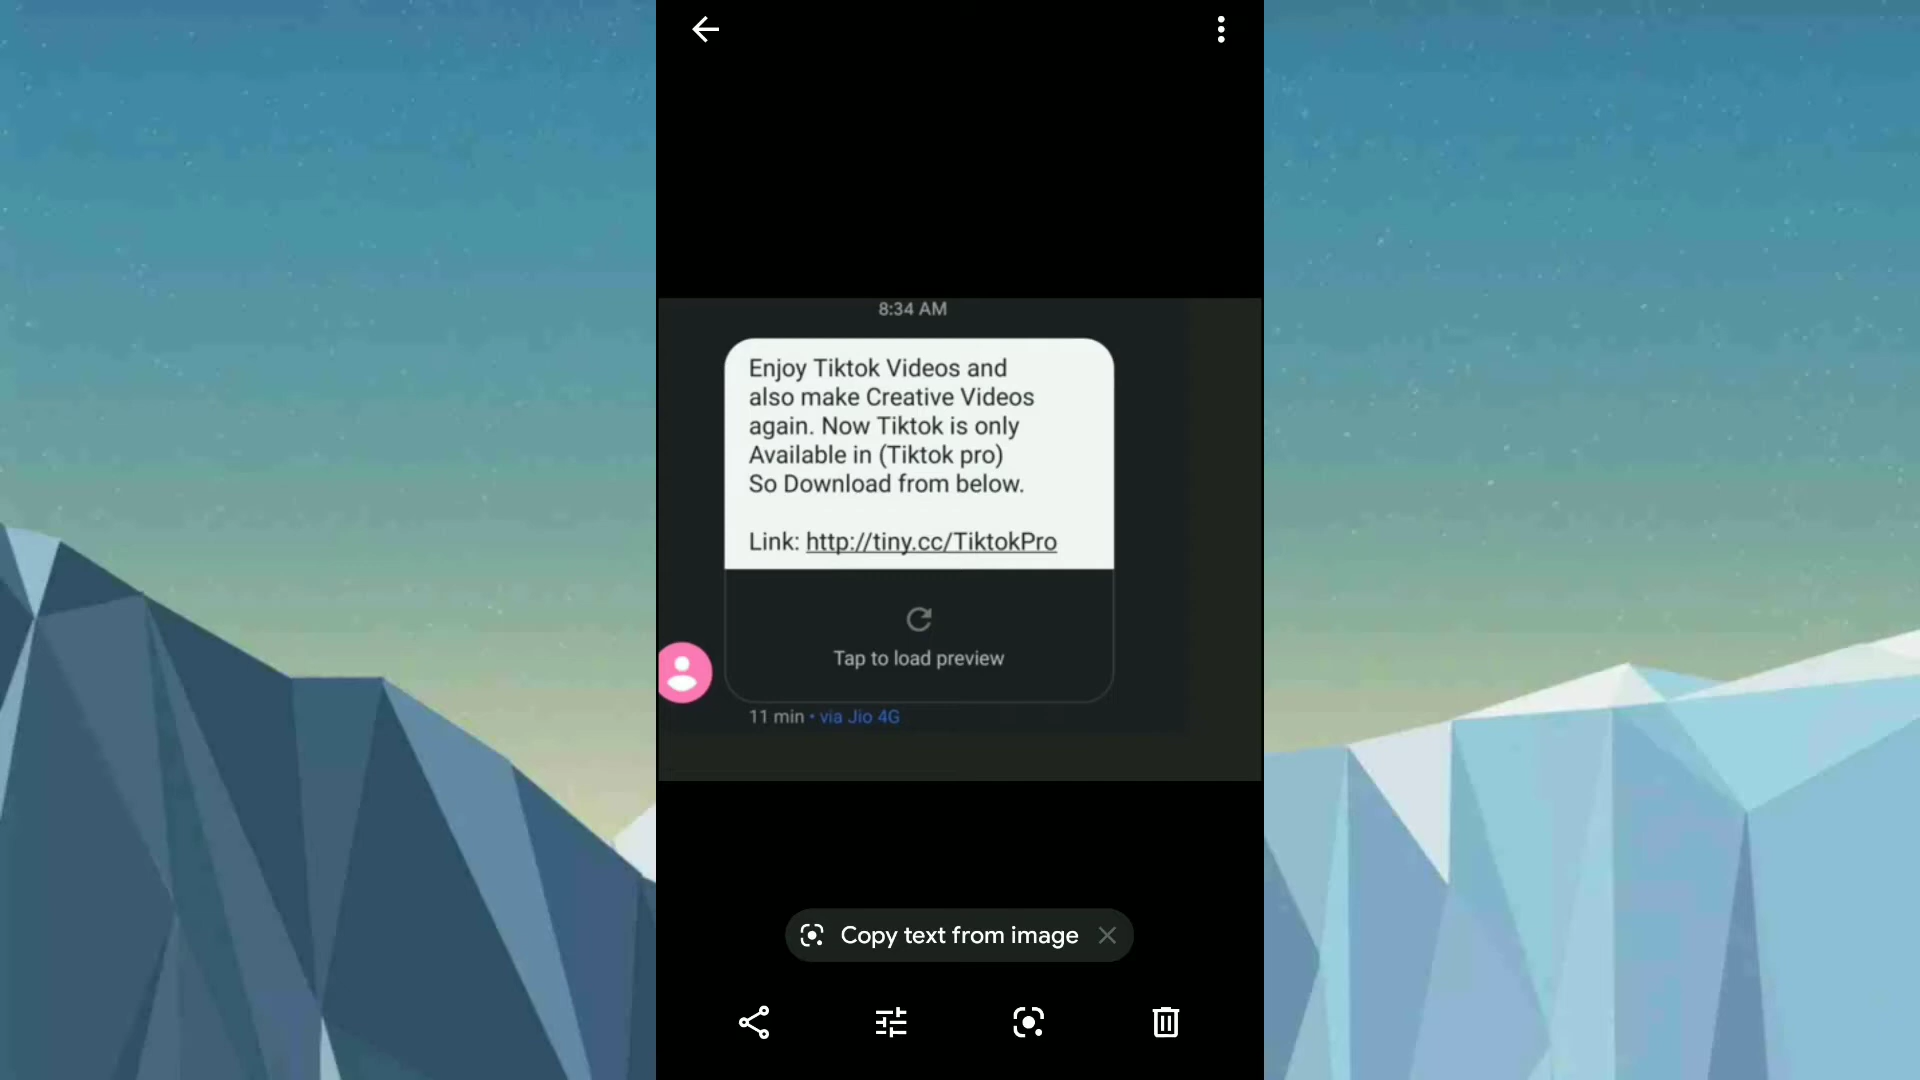 8:34 AM
Enjoy Tiktok Videos and
also make Creative Videos
again. Now Tiktok is only
Available in (Tiktok pro)
So Download from below.
Link: http://tiny.cc/TiktokPro
Tap to load preview
11 min • via Jio 4G
Copy text from image